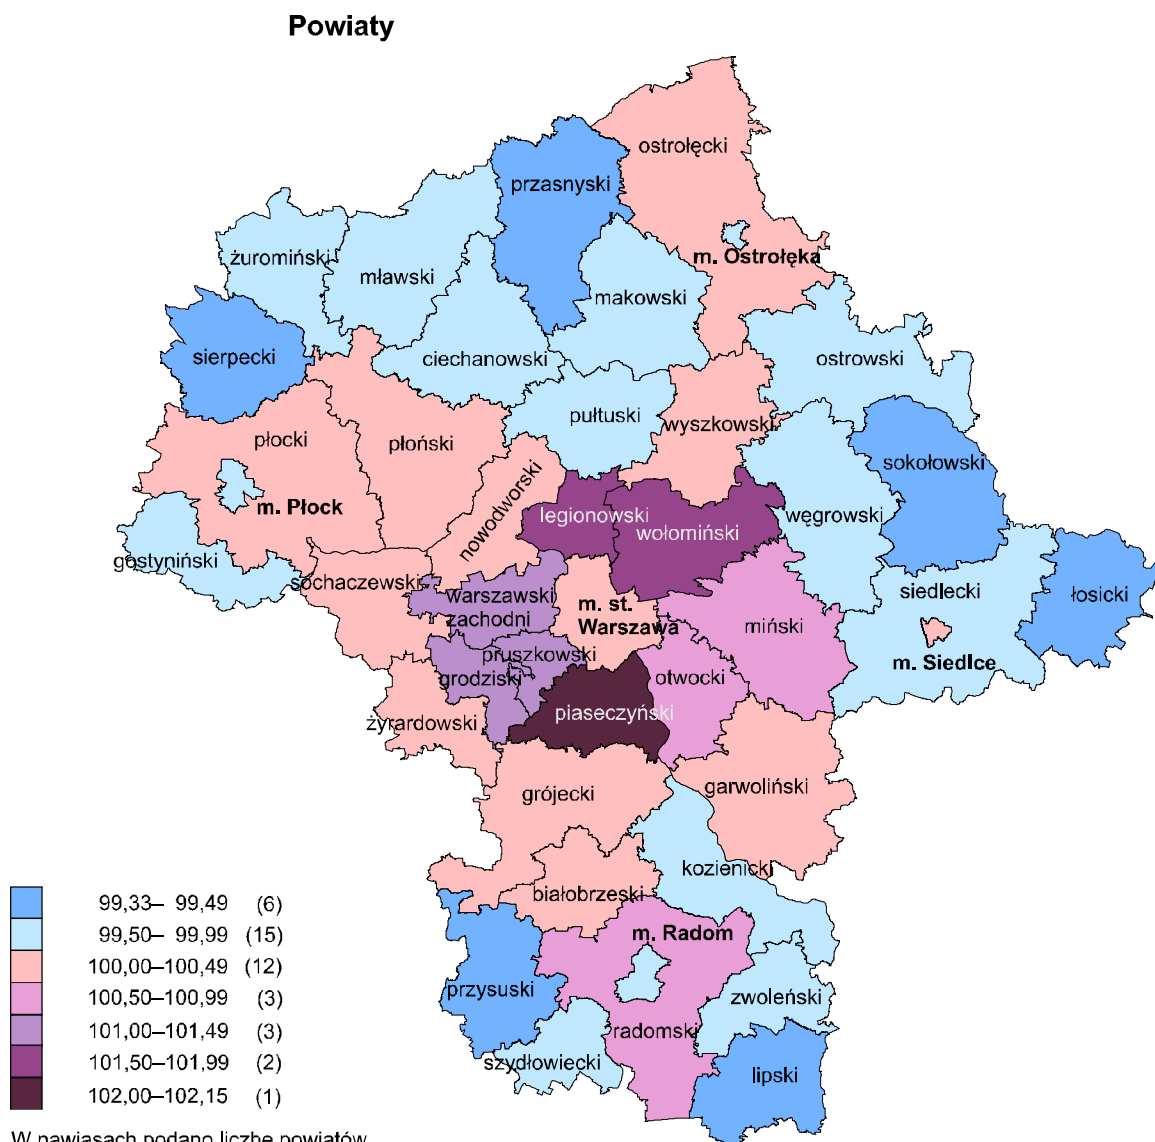 Powiaty
ostrołęcki
przasnyski
żuromiński
mławski
m. Ostrołęka
makowski
sierpecki
ciechanowski
ostrowski
pułtuski
wyszkowski
płocki
płoński
sokołowski
nowodworski
m. Płock
legionowski
wołomiński
węgrowski
gostyniński
sochaczewski
warszawski
zachodni
m. st.
Warszawa
miński
siedlecki
łosicki
m. Siedlce
pruszkowski
grodziski
otwocki
piaseczyński
żyrardowski
grójecki
garwoliński
kozienicki
białobrzeski
m. Radom
przysuski
zwoleński
radomski
szydłowiecki
lipski
99,33– 99,49 (6)
99,50– 99,99 (15)
100,00–100,49 (12)
100,50–100,99 (3)
101,00–101,49 (3)
101,50–101,99 (2)
102,00–102,15 (1)
W nawiasach podano liczbę powiatów